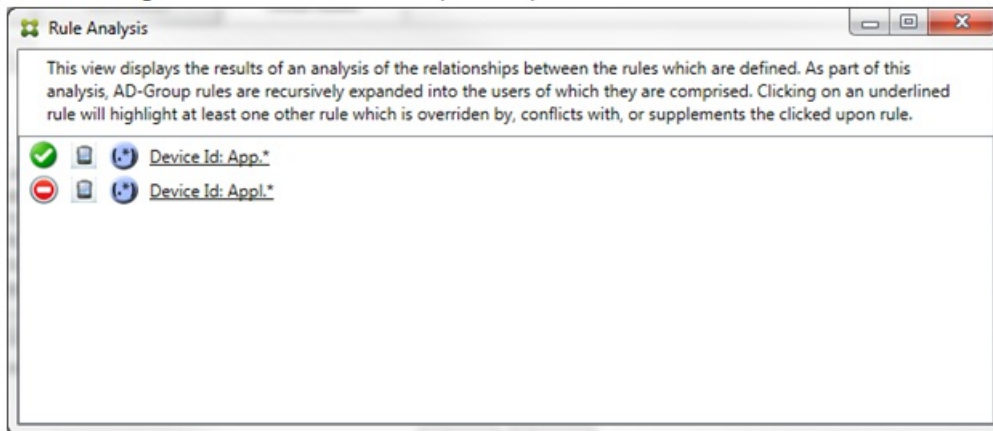 Rule Analysis
This view displays the results of an analysis of the relationships between the rules which are defined. As part of this
analysis, AD-Group rules are recursively expanded into the users of which they are comprised. Clicking on an underlined
rule will highlight at least one other rule which is overriden by, conflicts with, or supplements the clicked upon rule.
(.*) Device Id: App.*
(.*) Device Id: Appl.*